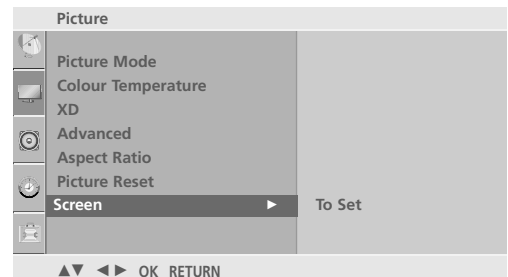 Picture
Picture Mode
Colour Temperature
XD
Advanced
Aspect Ratio
Picture Reset
Screen ► To Set
▲▼ ◄► OK RETURN